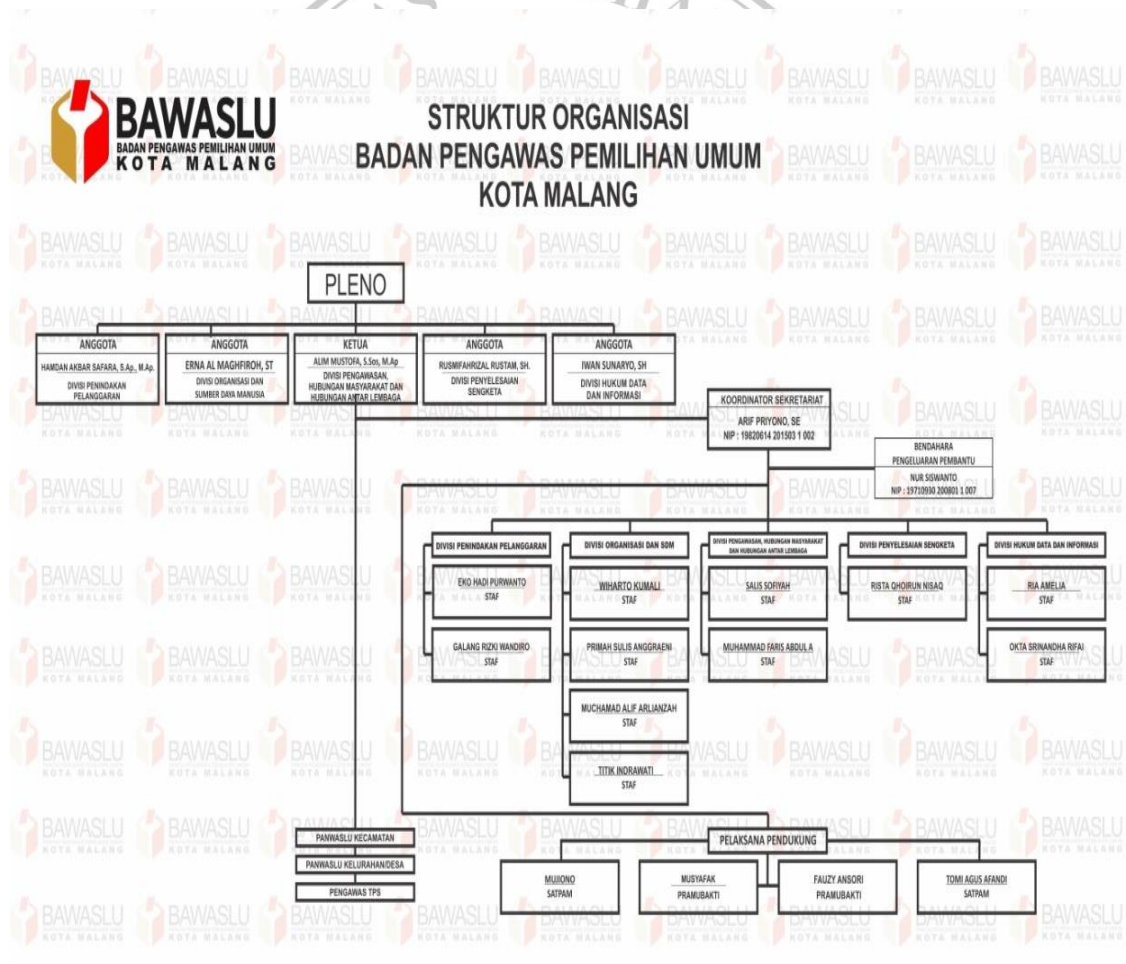 BAWASLU
BADAN PENGAWAS PEMILIHAN UMUM
KOTA MALANG
STRUKTUR ORGANISASI
BADAN PENGAWAS PEMILIHAN UMUM
KOTA MALANG
PLENO
ANGGOTA
HAMDAN AKBAR SAFARA, S.Ap., M.Ap.
DIVISI PENINDAKAN
PELANGGARAN
ANGGOTA
ERNA AL MAGHFIROH, ST
DIVISI ORGANISASI DAN
SUMBER DAYA MANUSIA
KETUA
ALIM MUSTOFA, S.Sos, M.Ap
DIVISI PENGAWASAN,
HUBUNGAN MASYARAKAT DAN
HUBUNGAN ANTAR LEMBAGA
ANGGOTA
RUSMIFAHRIZAL RUSTAM, SH.
DIVISI PENYELESAIAN
SENGKETA
ANGGOTA
IWAN SUNARYO, SH
DIVISI HUKUM DATA
DAN INFORMASI
KOORDINATOR SEKRETARIAT
ARIF PRIYONO, SE
NIP : 19820614 201503 1 002
BENDAHARA
PENGELUARAN PEMBANTU
NUR SISWANTO
NIP : 19710930 200801 1 007
DIVISI PENINDAKAN PELANGGARAN
EKO HADI PURWANTO
STAF
GALANG RIZKI WANDIRO
STAF
DIVISI ORGANISASI DAN SDM
WIHARTO KUMALI
STAF
PRIMAH SULIS ANGGRAENI
STAF
MUCHAMAD ALIF ARLIANZAH
STAF
TITIK INDRAWATI
STAF
DIVISI PENGAWASAN, HUBUNGAN MASYARAKAT
DAN HUBUNGAN ANTAR LEMBAGA
SALIS SOFIYAH
STAF
MUHAMMAD FARIS ABDUL A
STAF
DIVISI PENYELESAIAN SENGKETA
RISTA QHOIRUN NISAQ
STAF
DIVISI HUKUM DATA DAN INFORMASI
RIA AMELIA
STAF
OKTA SRINANDHA RIFAI
STAF
PANWASLU KECAMATAN
PANWASLU KELURAHAN/DESA
PENGAWAS TPS
PELAKSANA PENDUKUNG
MUJIONO
SATPAM
MUSYAFAK
PRAMUBAKTI
FAUZY ANSORI
PRAMUBAKTI
TOMI AGUS AFANDI
SATPAM